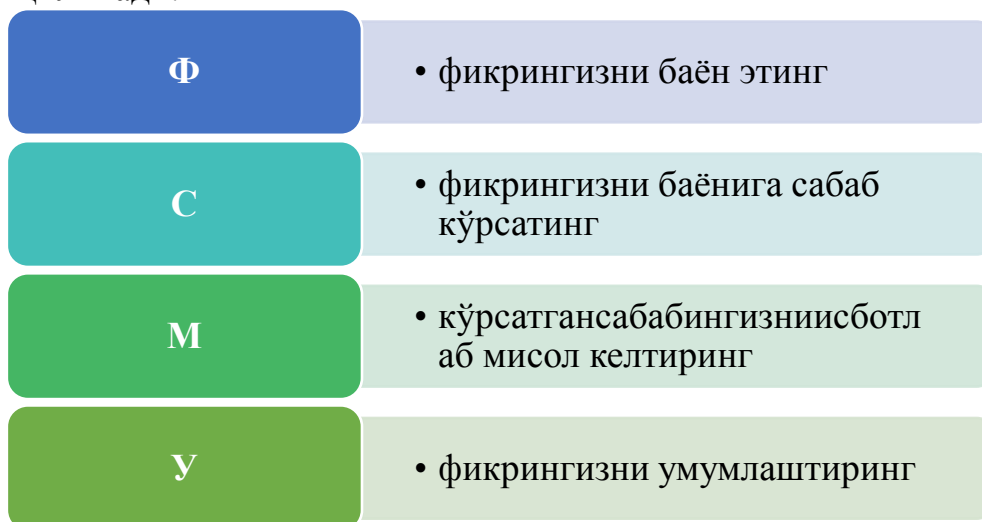 Ф
• фикрингизни баён этинг
С
• фикрингизни баёнига сабаб
кўрсатинг
М
• кўрсатгансабабингизниисботл
аб мисол келтиринг
У
• фикрингизни умумлаштиринг